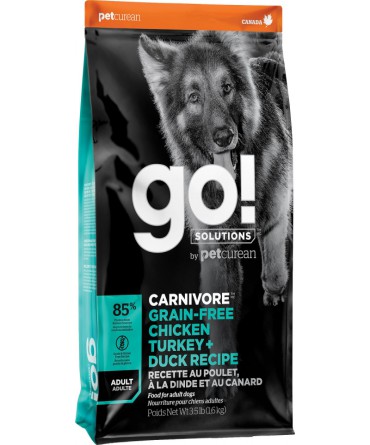 petcurean
CANADA
go!
SOLUTIONS
by petcurean
85%
CARNIVORE
GRAIN-FREE
CHICKEN
TURKEY +
DUCK RECIPE
RECETTE AU POULET,
À LA DINDE ET AU CANARD
ADULT
ADULTE
Food for adult dogs
Nourriture pour chiens adultes
Poids Net Wt 3.5 lb (1.6 kg)
go!